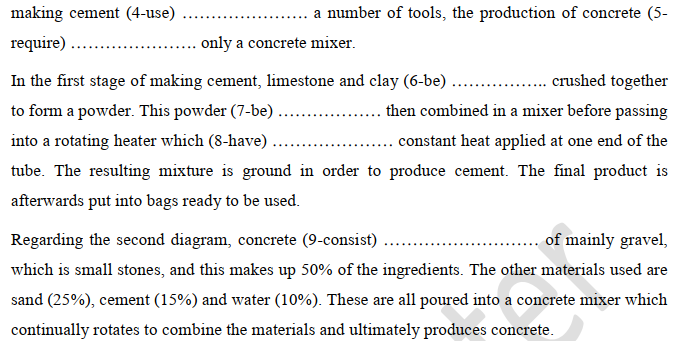 making cement (4-use) …………………. a number of tools, the production of concrete (5-
require) …………………. only a concrete mixer.
In the first stage of making cement, limestone and clay (6-be) …………….. crushed together
to form a powder. This powder (7-be) ………………. then combined in a mixer before passing
into a rotating heater which (8-have) …………………. constant heat applied at one end of the
tube. The resulting mixture is ground in order to produce cement. The final product is
afterwards put into bags ready to be used.
Regarding the second diagram, concrete (9-consist) ………………………. of mainly gravel,
which is small stones, and this makes up 50% of the ingredients. The other materials used are
sand (25%), cement (15%) and water (10%). These are all poured into a concrete mixer which
continually rotates to combine the materials and ultimately produces concrete.